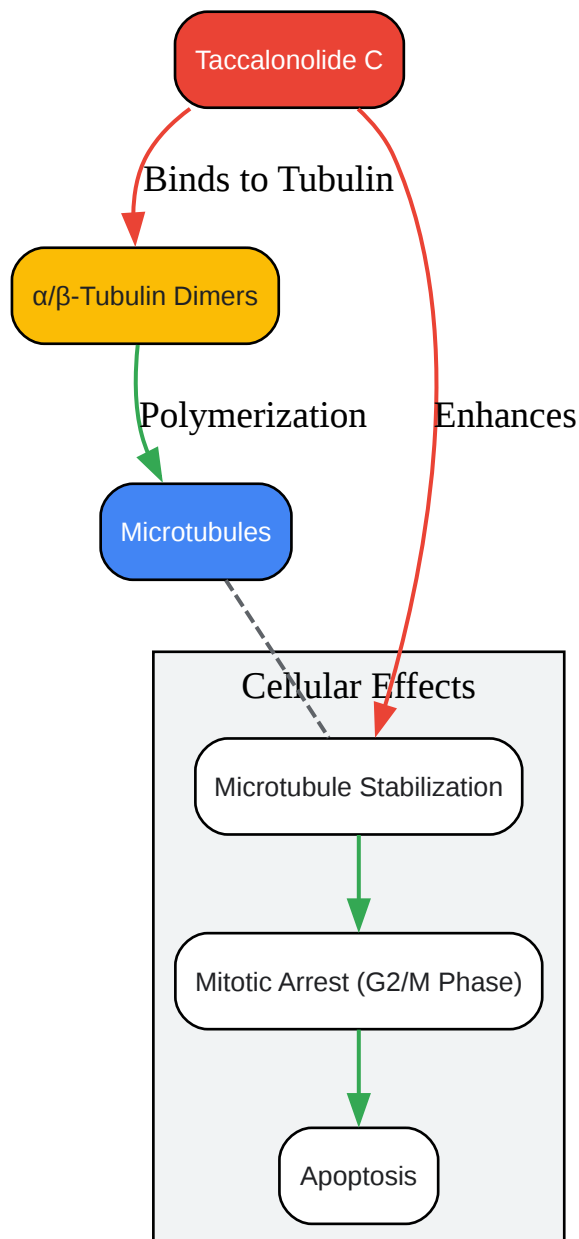 Taccalonolide C
Binds to Tubulin
α/β-Tubulin Dimers
Polymerization
Enhances
Microtubules
Cellular Effects
Microtubule Stabilization
Mitotic Arrest (G2/M Phase)
Apoptosis